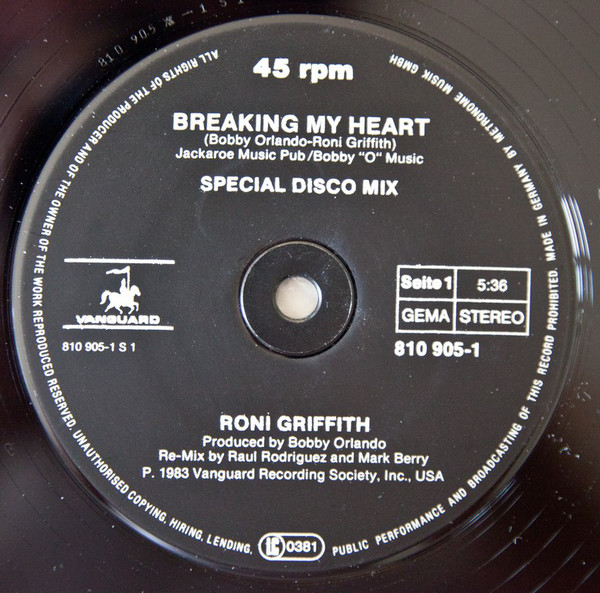 810 905
45 rpm
BREAKING MY HEART
(Bobby Orlando-Roni Griffith)
Jackaroe Music Pub/Bobby "O" Music
SPECIAL DISCO MIX
VANGUARD
810 905-1 S 1
Seite 1 5:36
GEMA STEREO
810 905-1
RONI GRIFFITH
Produced by Bobby Orlando
Re-Mix by Raul Rodriguez and Mark Berry
P. 1983 Vanguard Recording Society, Inc., USA
ALL RIGHTS OF THE PRODUCER AND OF THE OWNER OF THE WORK REPRODUCED RESERVED. UNAUTHORISED COPYING, HIRING, LENDING, LC 0381 PUBLIC PERFORMANCE AND BROADCASTING OF THIS RECORD PROHIBITED. MADE IN GERMANY BY METRONOME MUSIK GMBH